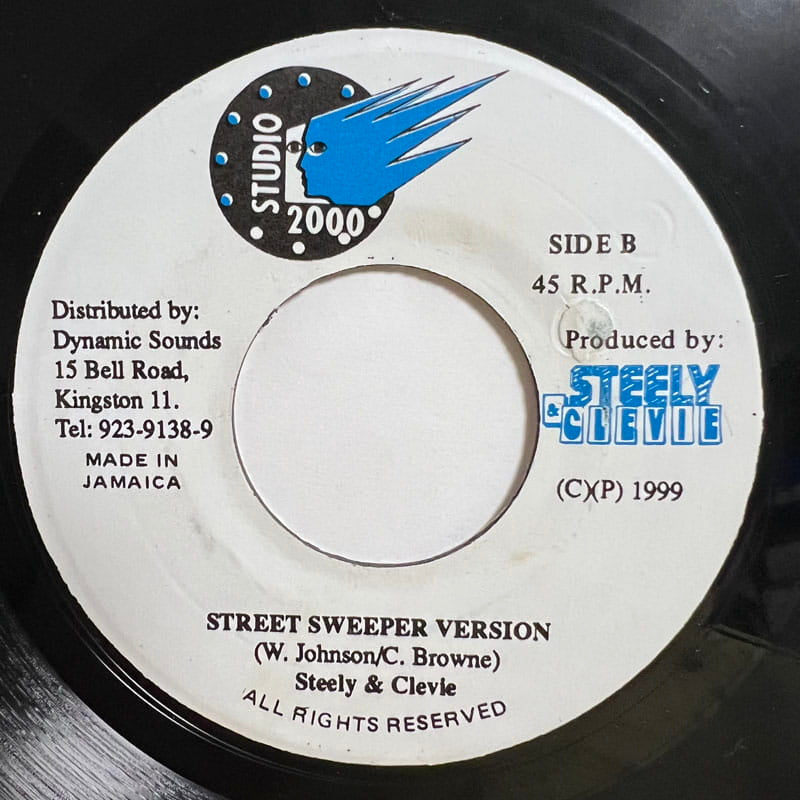 STUDIO
2000
SIDE B
45 R.P.M.
Distributed by:
Dynamic Sounds
15 Bell Road,
Kingston 11.
Tel: 923-9138-9
MADE IN
JAMAICA
Produced by:
STEELY
& CLEVIE
(C)(P) 1999
STREET SWEEPER VERSION
(W. Johnson/C. Browne)
Steely & Clevie
ALL RIGHTS RESERVED